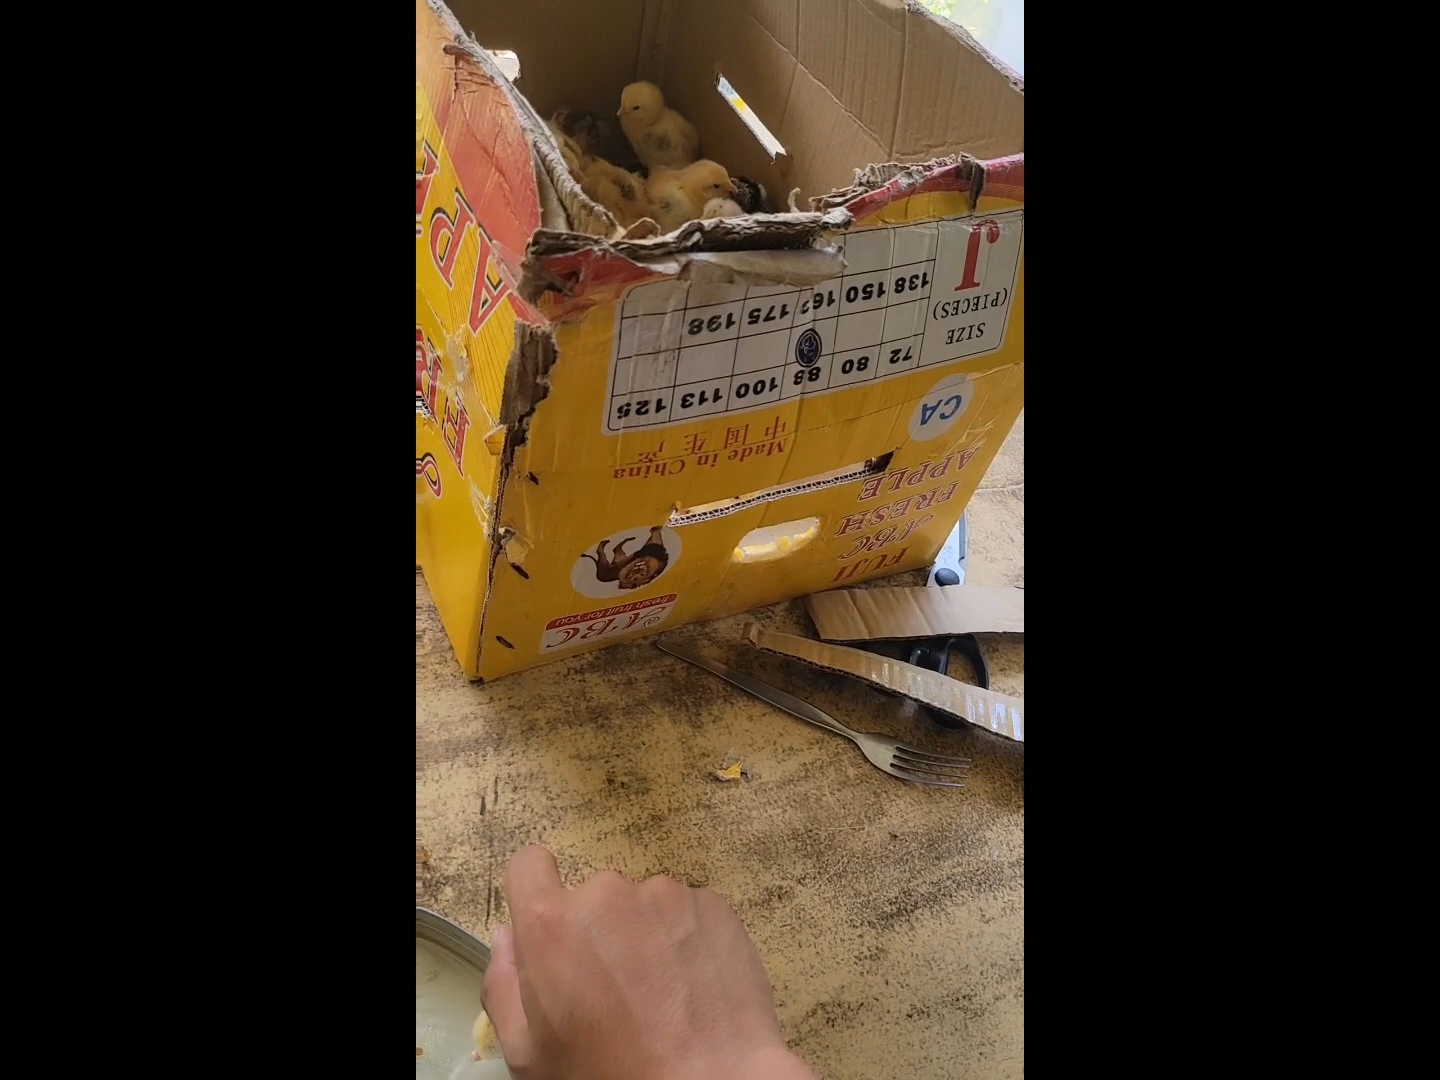 ABC
fresh fruit for you
FUJI
ABC
FRESH
APPLE
CA
Made in China
中国生产
SIZE
(PIECES)
J
72 80 88 100 113 125
138 150 175 198